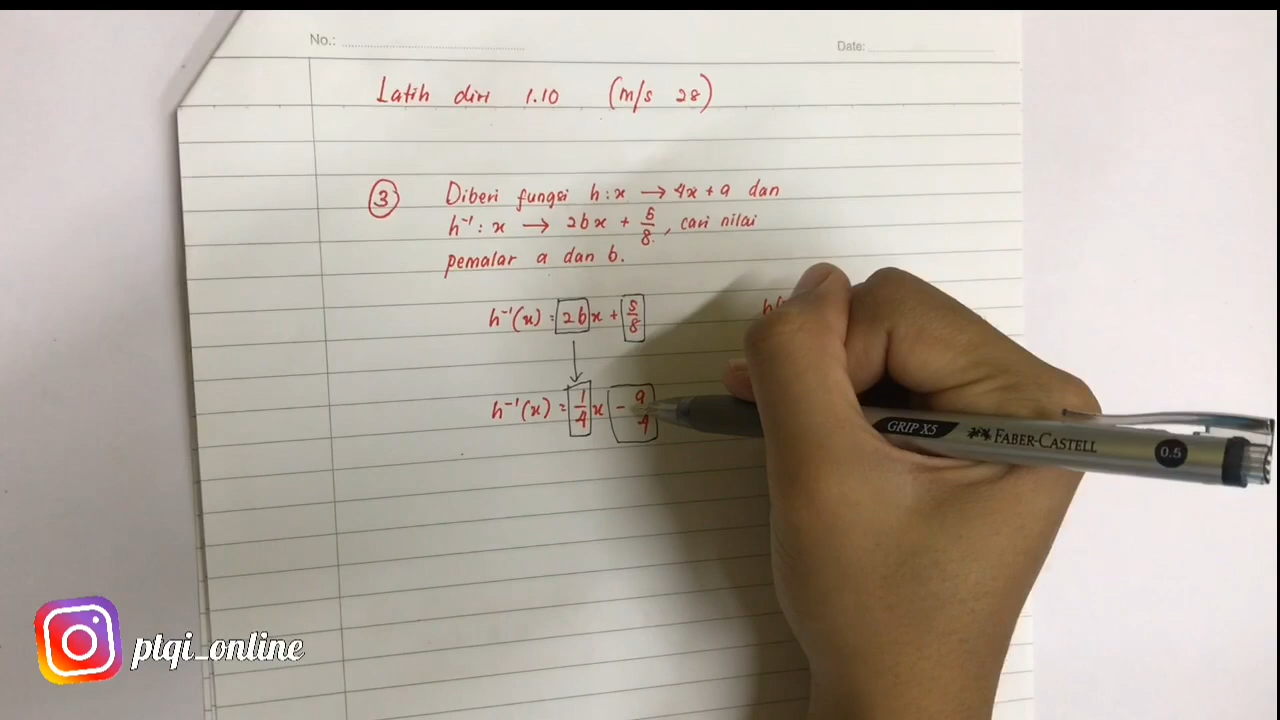 No.:
Date:
Latih diri 1.10 (m/s 28)
3 Diberi fungsi h : x → 4x + a dan
h⁻¹ : x → 2bx + 5/8, cari nilai
pemalar a dan b.
h⁻¹(x) = 2bx + 5/8
h⁻¹(x) = 1/4 x - a/4
GRIP X5
FABER-CASTELL
0.5
ptqi_online